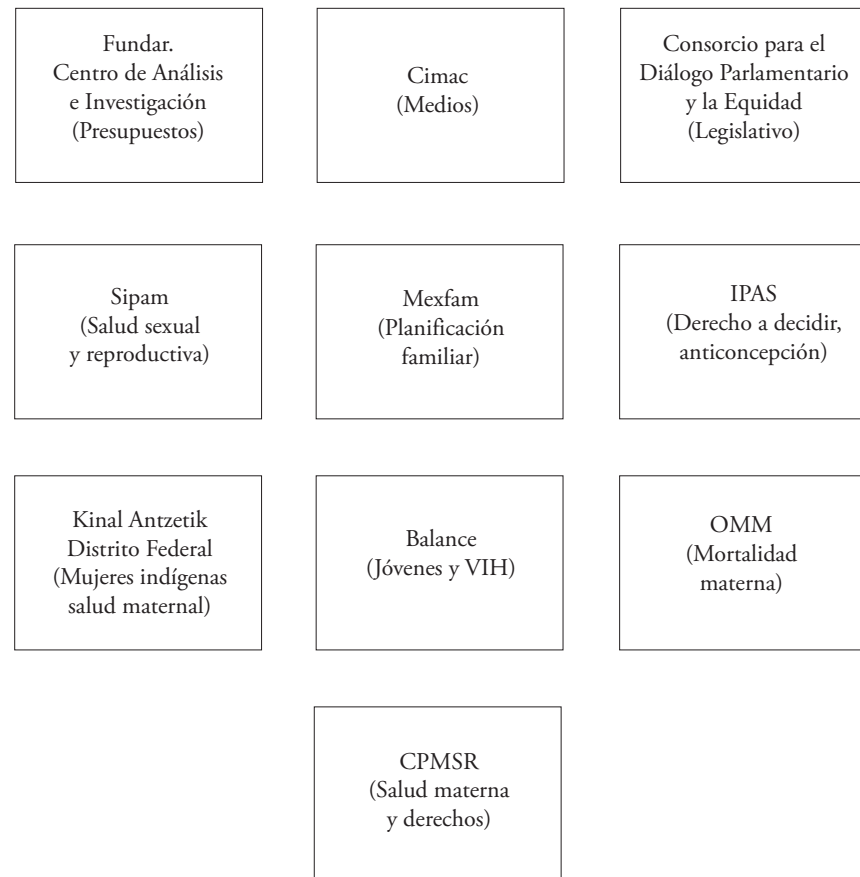 Fundar.
Centro de Análisis
e Investigación
(Presupuestos)
Cimac
(Medios)
Consorcio para el
Diálogo Parlamentario
y la Equidad
(Legislativo)
Sipam
(Salud sexual
y reproductiva)
Mexfam
(Planificación
familiar)
IPAS
(Derecho a decidir,
anticoncepción)
Kinal Antzetik
Distrito Federal
(Mujeres indígenas
salud maternal)
Balance
(Jóvenes y VIH)
OMM
(Mortalidad
materna)
CPMSR
(Salud materna
y derechos)